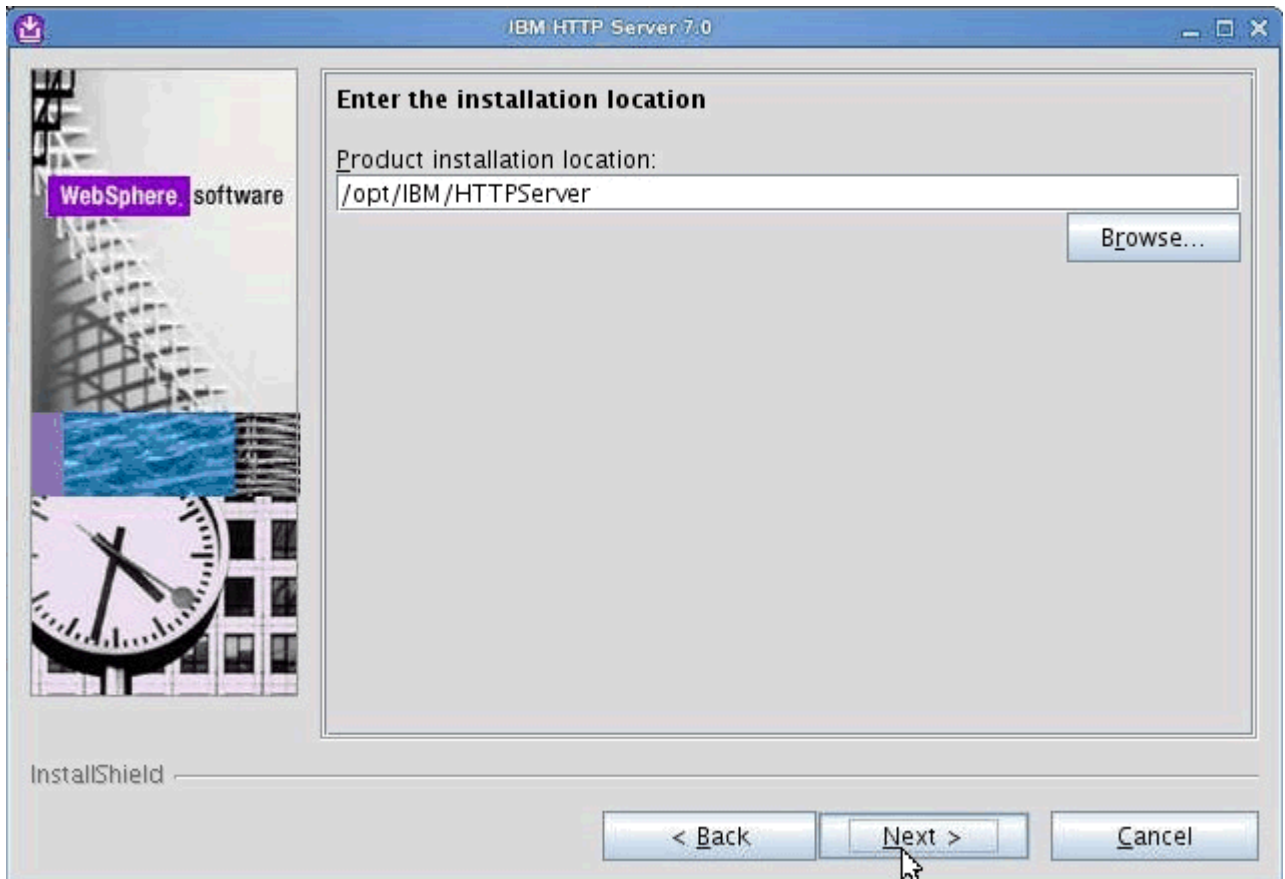 IBM HTTP Server 7.0
WebSphere. software
Enter the installation location
Product installation location:
/opt/IBM/HTTPServer
Browse...
InstallShield
< Back
Next >
Cancel